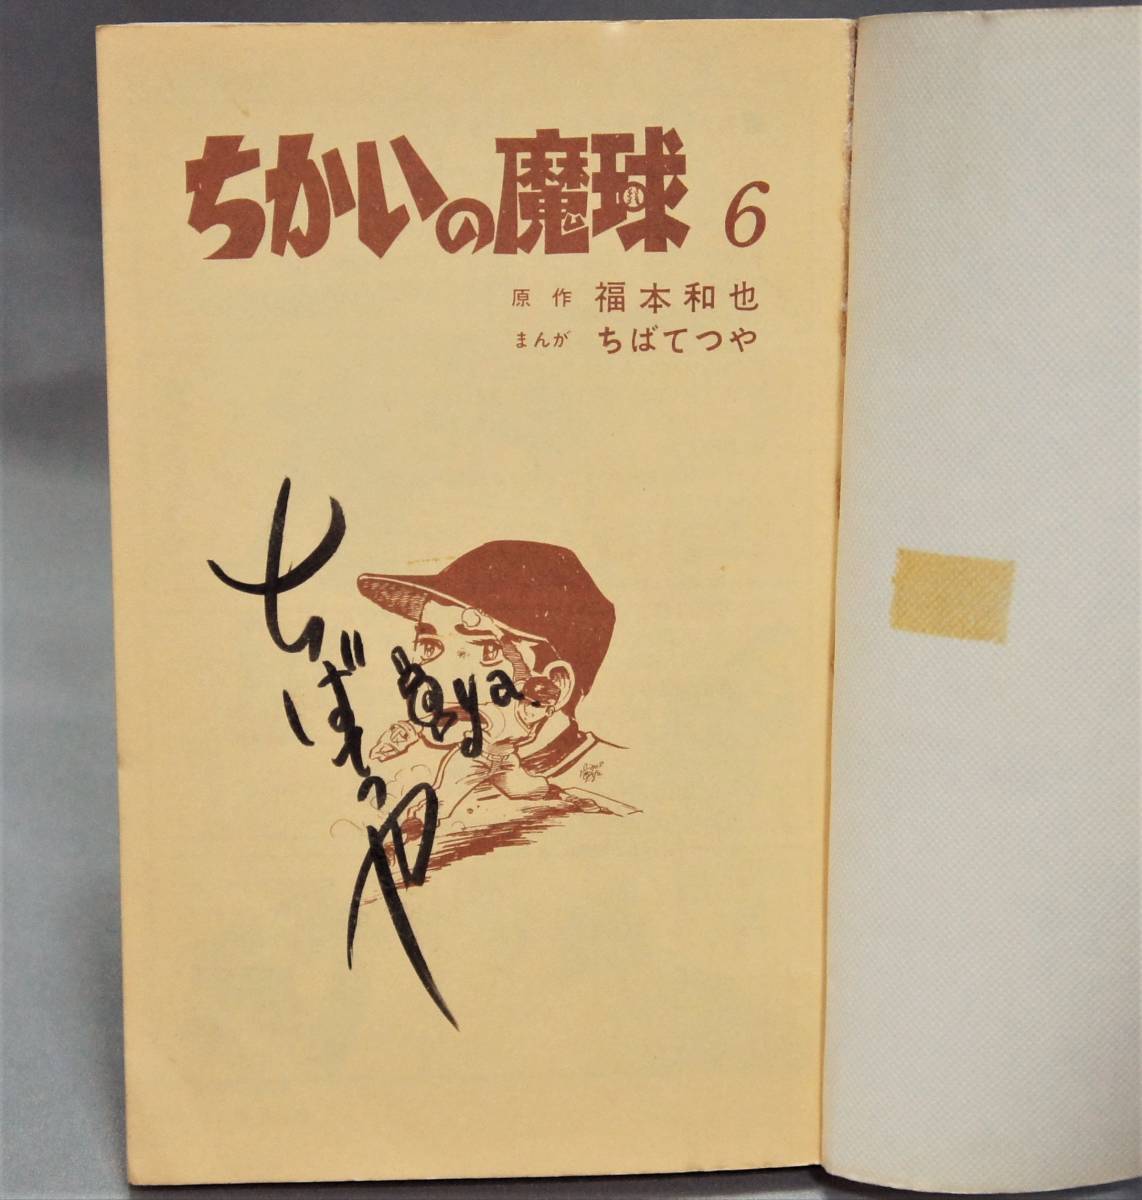 ちかいの魔球 6
原作 福本和也
まんが ちばてつや
ちばてつや